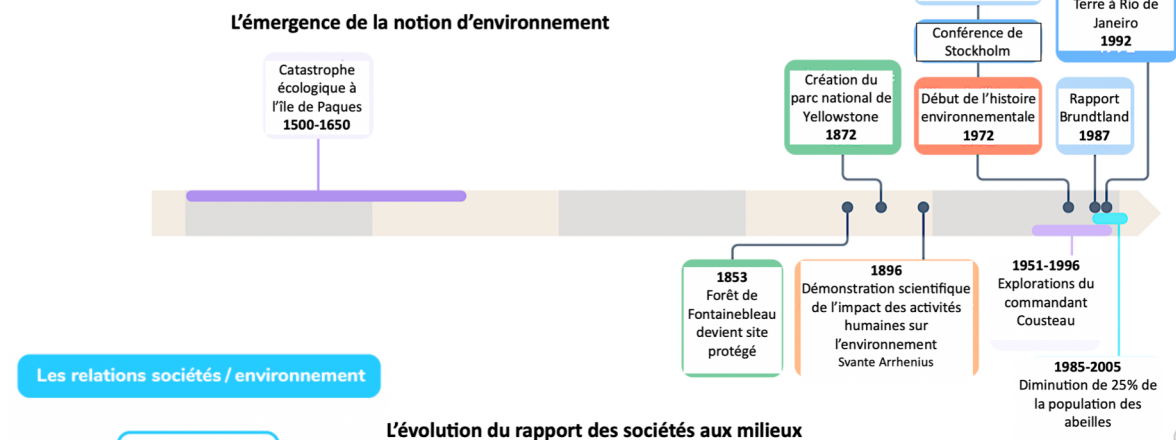 L'émergence de la notion d'environnement
Terre à Rio de
Janeiro
1992
Conférence de
Stockholm
Catastrophe
écologique à
l'île de Paques
1500-1650
Création du
parc national de
Yellowstone
1872
Début de l'histoire
environnementale
1972
Rapport
Brundtland
1987
1853
Forêt de
Fontainebleau
devient site
protégé
1896
Démonstration scientifique
de l'impact des activités
humaines sur
l'environnement
Svante Arrhenius
1951-1996
Explorations du
commandant
Cousteau
1985-2005
Diminution de 25% de
la population des
abeilles
Les relations sociétés / environnement
L'évolution du rapport des sociétés aux milieux